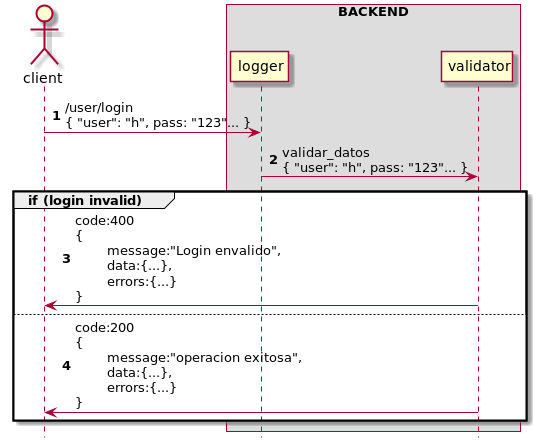 BACKEND
client
logger
validator
1 /user/login
{ "user": "h", pass: "123"... }
2 validar_datos
{ "user": "h", pass: "123"... }
if (login invalid)
code:400
{
3 message:"Login envalido",
data:{...},
errors:{...}
}
code:200
{
4 message:"operacion exitosa",
data:{...},
errors:{...}
}